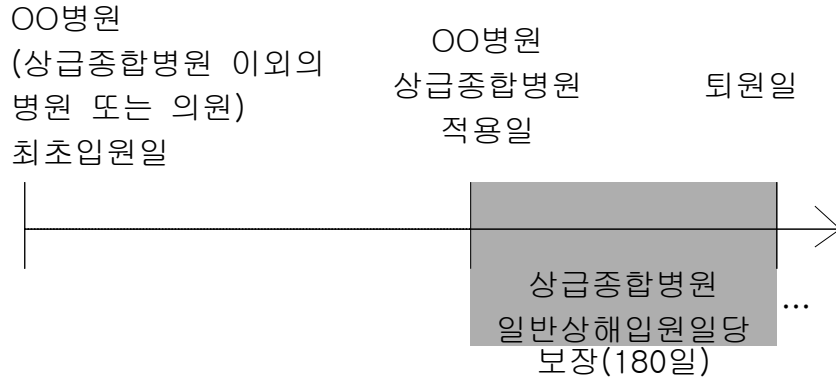 OO병원
(상급종합병원 이외의
병원 또는 의원)
최초입원일
OO병원
상급종합병원
적용일
퇴원일
상급종합병원
일반상해입원일당
보장(180일)
...